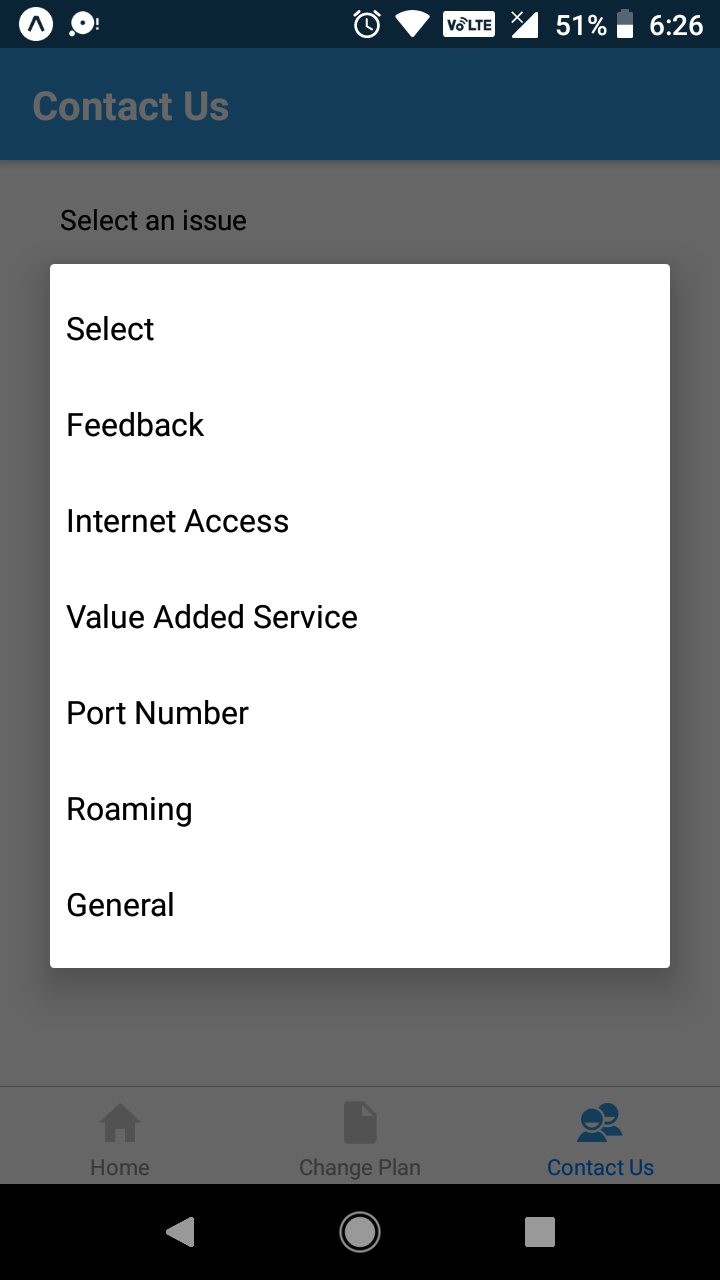 VoLTE 51% 6:26
Contact Us
Select an issue
Select
Feedback
Internet Access
Value Added Service
Port Number
Roaming
General
Home Change Plan Contact Us